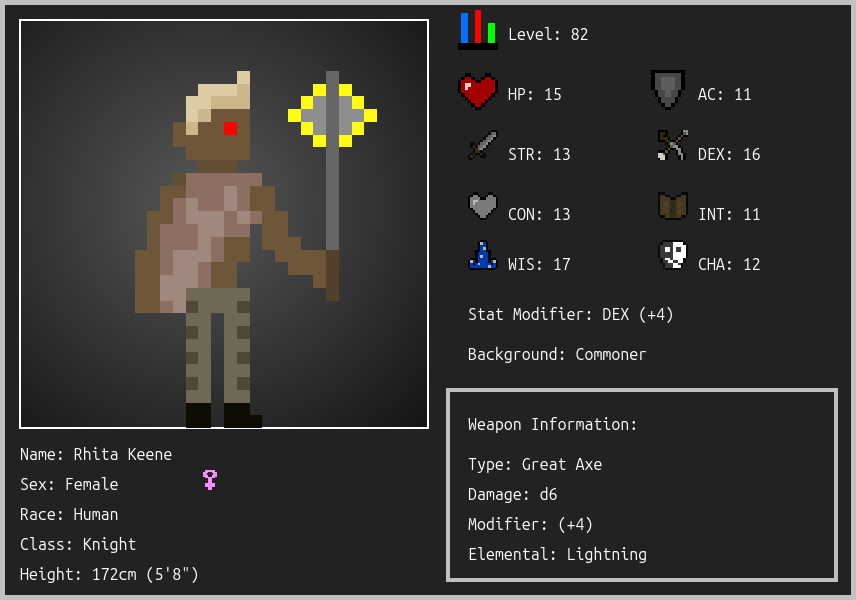 Level: 82
HP: 15
AC: 11
STR: 13
DEX: 16
CON: 13
INT: 11
WIS: 17
CHA: 12
Stat Modifier: DEX (+4)
Background: Commoner
Weapon Information:
Type: Great Axe
Damage: d6
Modifier: (+4)
Elemental: Lightning
Name: Rhita Keene
Sex: Female
Race: Human
Class: Knight
Height: 172cm (5'8")